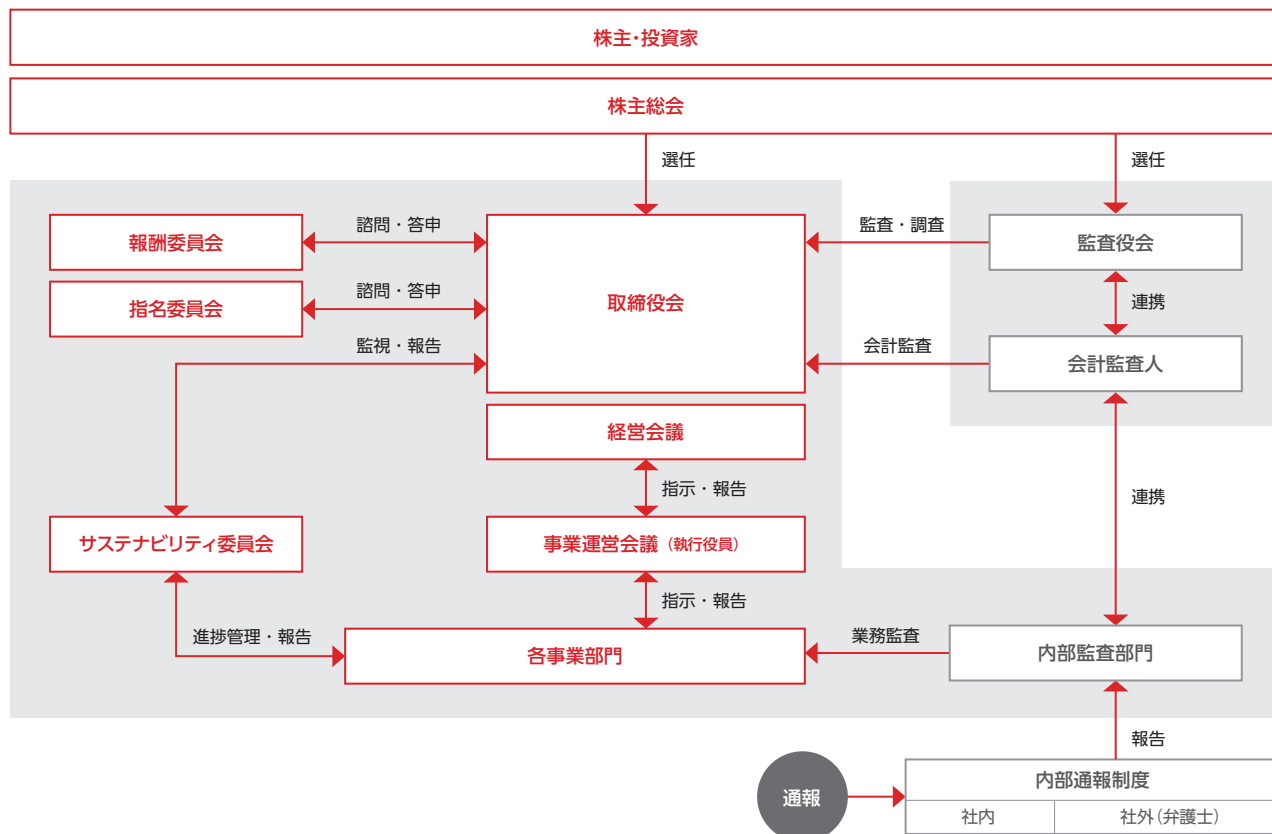 株主・投資家
株主総会
選任
選任
報酬委員会
諮問・答申
取締役会
監査・調査
監査役会
指名委員会
諮問・答申
連携
監視・報告
会計監査
会計監査人
経営会議
指示・報告
連携
サステナビリティ委員会
事業運営会議（執行役員）
指示・報告
進捗管理・報告
各事業部門
業務監査
内部監査部門
報告
通報
内部通報制度
社内
社外（弁護士）